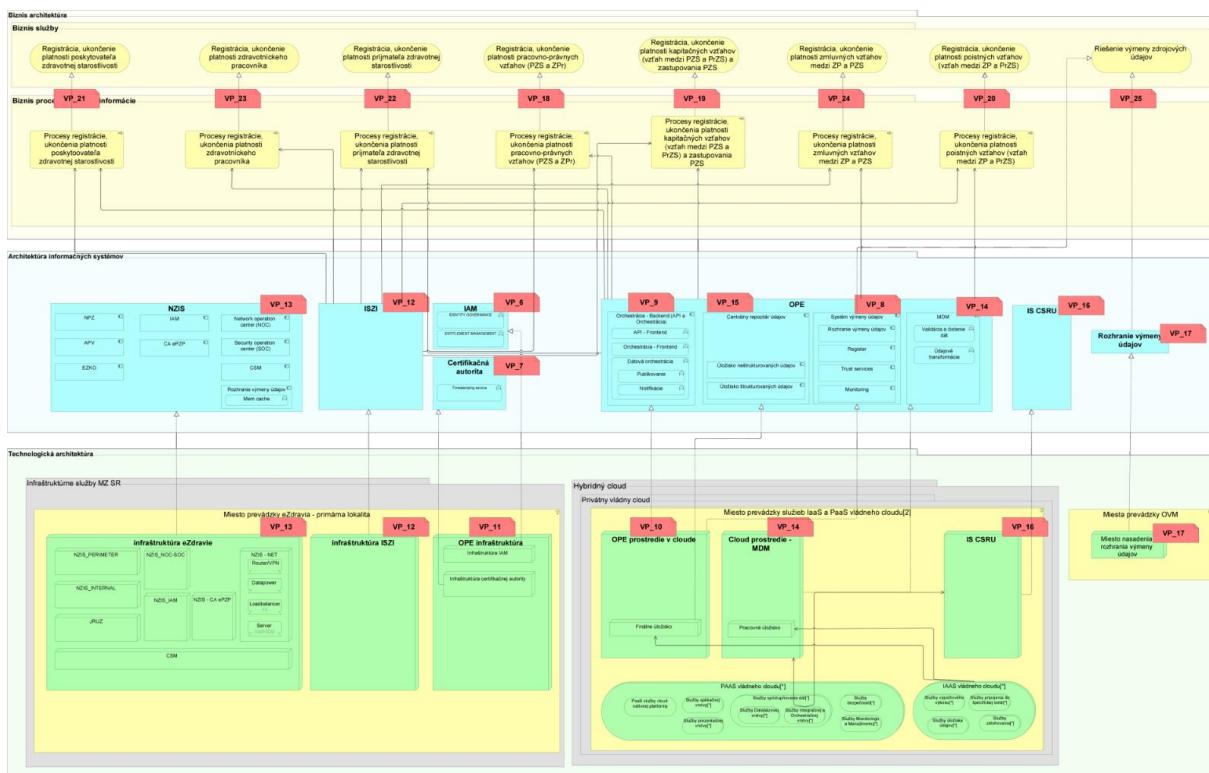 Biznis architektúra
Biznis služby
Registrácia, ukončenie
platnosti poskytovateľa
zdravotnej starostlivosti
Registrácia, ukončenie
platnosti zdravotníckeho
pracovníka
Registrácia, ukončenie
platnosti prijímateľa zdravotnej
starostlivosti
Registrácia, ukončenie
platnosti pracovno-právnych
vzťahov (PZS a ZPr)
Registrácia, ukončenie
platnosti kapitačných vzťahov
(vzťah medzi PZS a PrZS) a
zastupovania PZS
Registrácia, ukončenie
platnosti zmluvných vzťahov
medzi ZP a PZS
Registrácia, ukončenie
platnosti poistných vzťahov
(vzťah medzi ZP a PrZS)
Riešenie výmeny zdrojových
údajov
VP_21
VP_23
VP_22
VP_18
VP_19
VP_24
VP_20
VP_25
Procesy registrácie,
ukončenia platnosti
poskytoovateľa
zdravotnej starostlivosti
Procesy registrácie,
ukončenia platnosti
zdravotníckeho
pracovníka
Procesy registrácie,
ukončenia platnosti
prijímateľa zdravotnej
starostlivosti
Procesy registrácie,
ukončenia platnosti
pracovno-právnych
vzťahov (PZS a ZPr)
Procesy registrácie,
ukončenia platnosti
kapitačných vzťahov
(vzťah medzi PZS a
PrZS) a zastupovania
PZS
Procesy registrácie,
ukončenia platnosti
zmluvných vzťahov
medzi ZP a PZS
Procesy registrácie,
ukončenia platnosti
poistných vzťahov (vzťah
medzi ZP a PrZS)
Architektúra informačných systémov
NZIS
VP_13
NPZ
IAM
Network operation
center (NOC)
APV
CA ePZP
Security operation
center (SOC)
EZKO
CSM
Rozhranie výmeny údajov
Mem cache
ISZI
VP_12
IAM
VP_6
IDENTITY GOVERNANCE
Certifikačná
autorita
VP_7
Timestamping service
OPE
VP_9
VP_15
VP_8
VP_14
Orchestrácia - Backend (API a
Orchestrácia)
API - Frontend
Orchestrácia - Frontend
Dátová orchestrácia
Publikovanie
Notifikácie
Centrálny repozitár údajov
Úložisko neštrukturovaných údajov
Úložisko štrukturovaných údajov
Systém výmeny údajov
Rozhranie výmeny údajov
Register
Trust services
Monitoring
MDM
Validácia a čistenie
dát
Údajové
transformácie
IS CSRU
VP_16
Rozhranie výmeny
údajov
VP_17
Technologická architektúra
Infraštruktúrne služby MZ SR
Miesto prevádzky eZdravia - primárna lokalita
infraštruktúra eZdravie
VP_13
NZIS_PERIMETER
NZIS_NOC-SOC
NZIS - NET
Router/VPN
Datapower
NZIS_INTERNAL
NZIS_IAM
NZIS - CA ePZP
Loadbalancer
JRUZ
Server
CSM
infraštruktúra ISZI
VP_12
OPE infraštruktúra
VP_11
Infraštruktúra IAM
Infraštruktúra certifikačnej autority
Hybridný cloud
Privátny vládny cloud
Miesto prevádzky služieb IaaS a PaaS vládneho cloudu[2]
OPE prostredie v cloude
VP_10
Finálne úložisko
Cloud prostredie -
MDM
VP_14
Pracovné úložisko
IS CSRU
VP_16
Miesta prevádzky OVM
Miesto nasadenia
rozhrania výmeny
údajov
VP_17
PAAS vládneho cloudu[*]
IAAS vládneho cloudu[*]